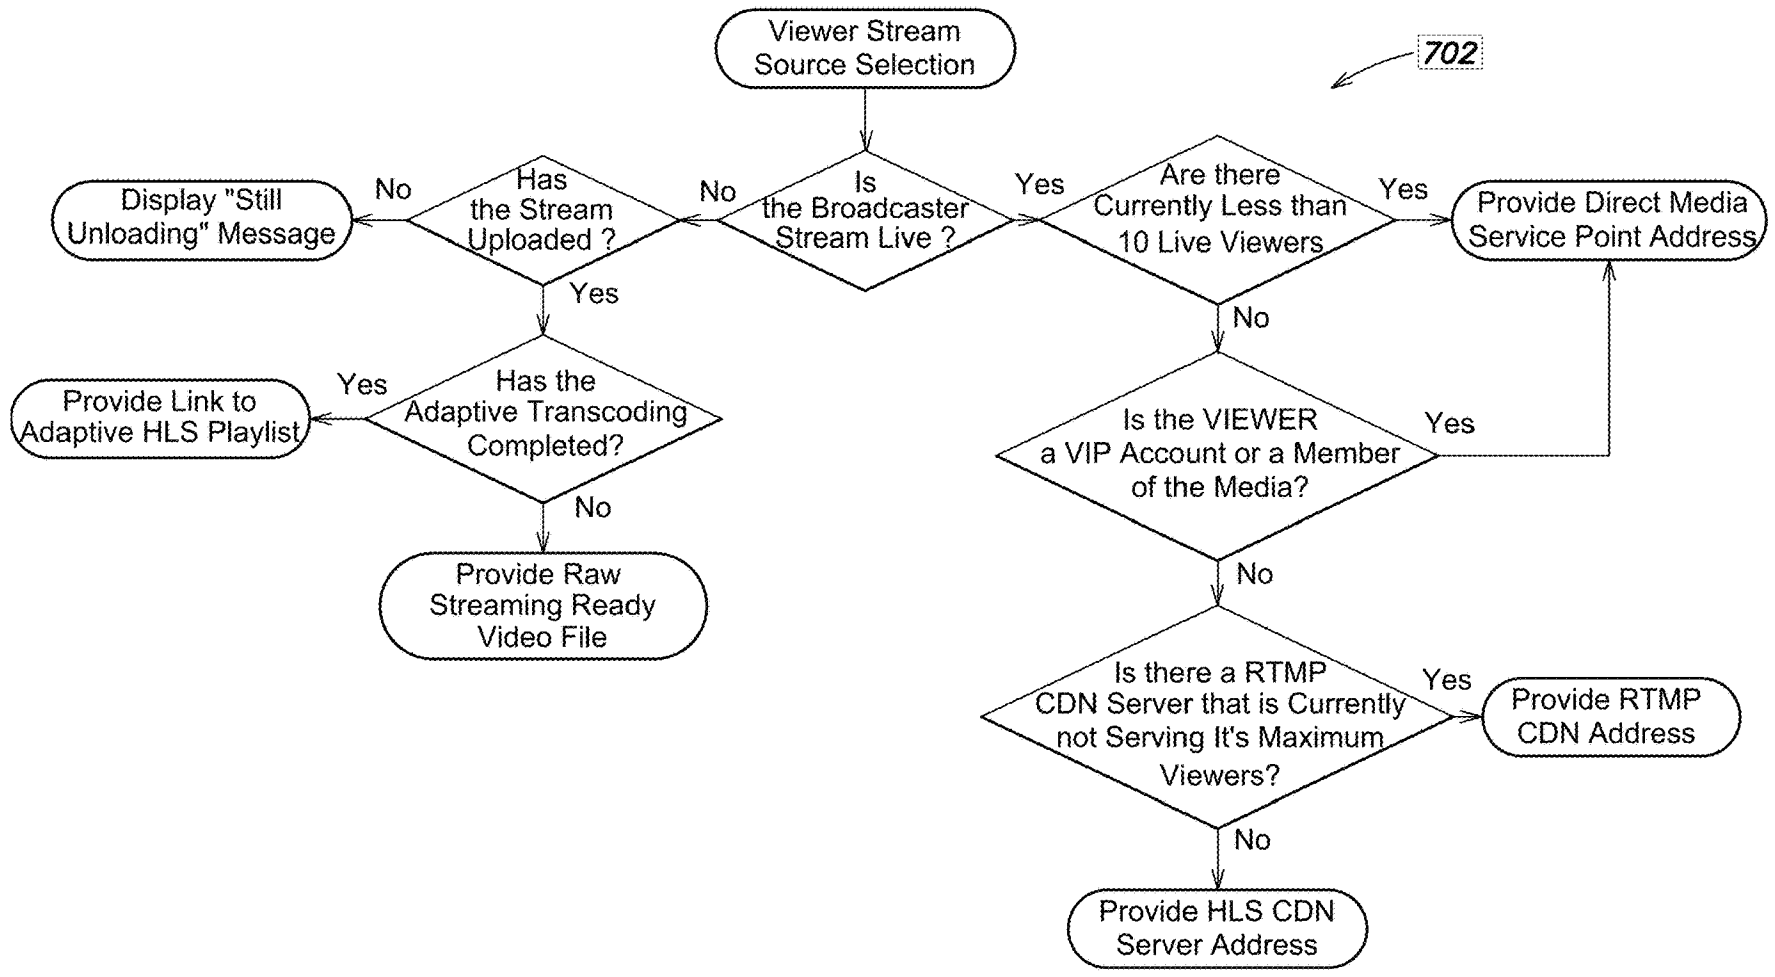 Viewer Stream
Source Selection
702
Is
the Broadcaster
Stream Live ?
No
Yes
Has
the Stream
Uploaded ?
No
Yes
Display "Still
Unloading" Message
Has the
Adaptive Transcoding
Completed?
Yes
No
Provide Link to
Adaptive HLS Playlist
Provide Raw
Streaming Ready
Video File
Are there
Currently Less than
10 Live Viewers
Yes
No
Provide Direct Media
Service Point Address
Is the VIEWER
a VIP Account or a Member
of the Media?
Yes
No
Is there a RTMP
CDN Server that is Currently
not Serving It's Maximum
Viewers?
Yes
No
Provide RTMP
CDN Address
Provide HLS CDN
Server Address